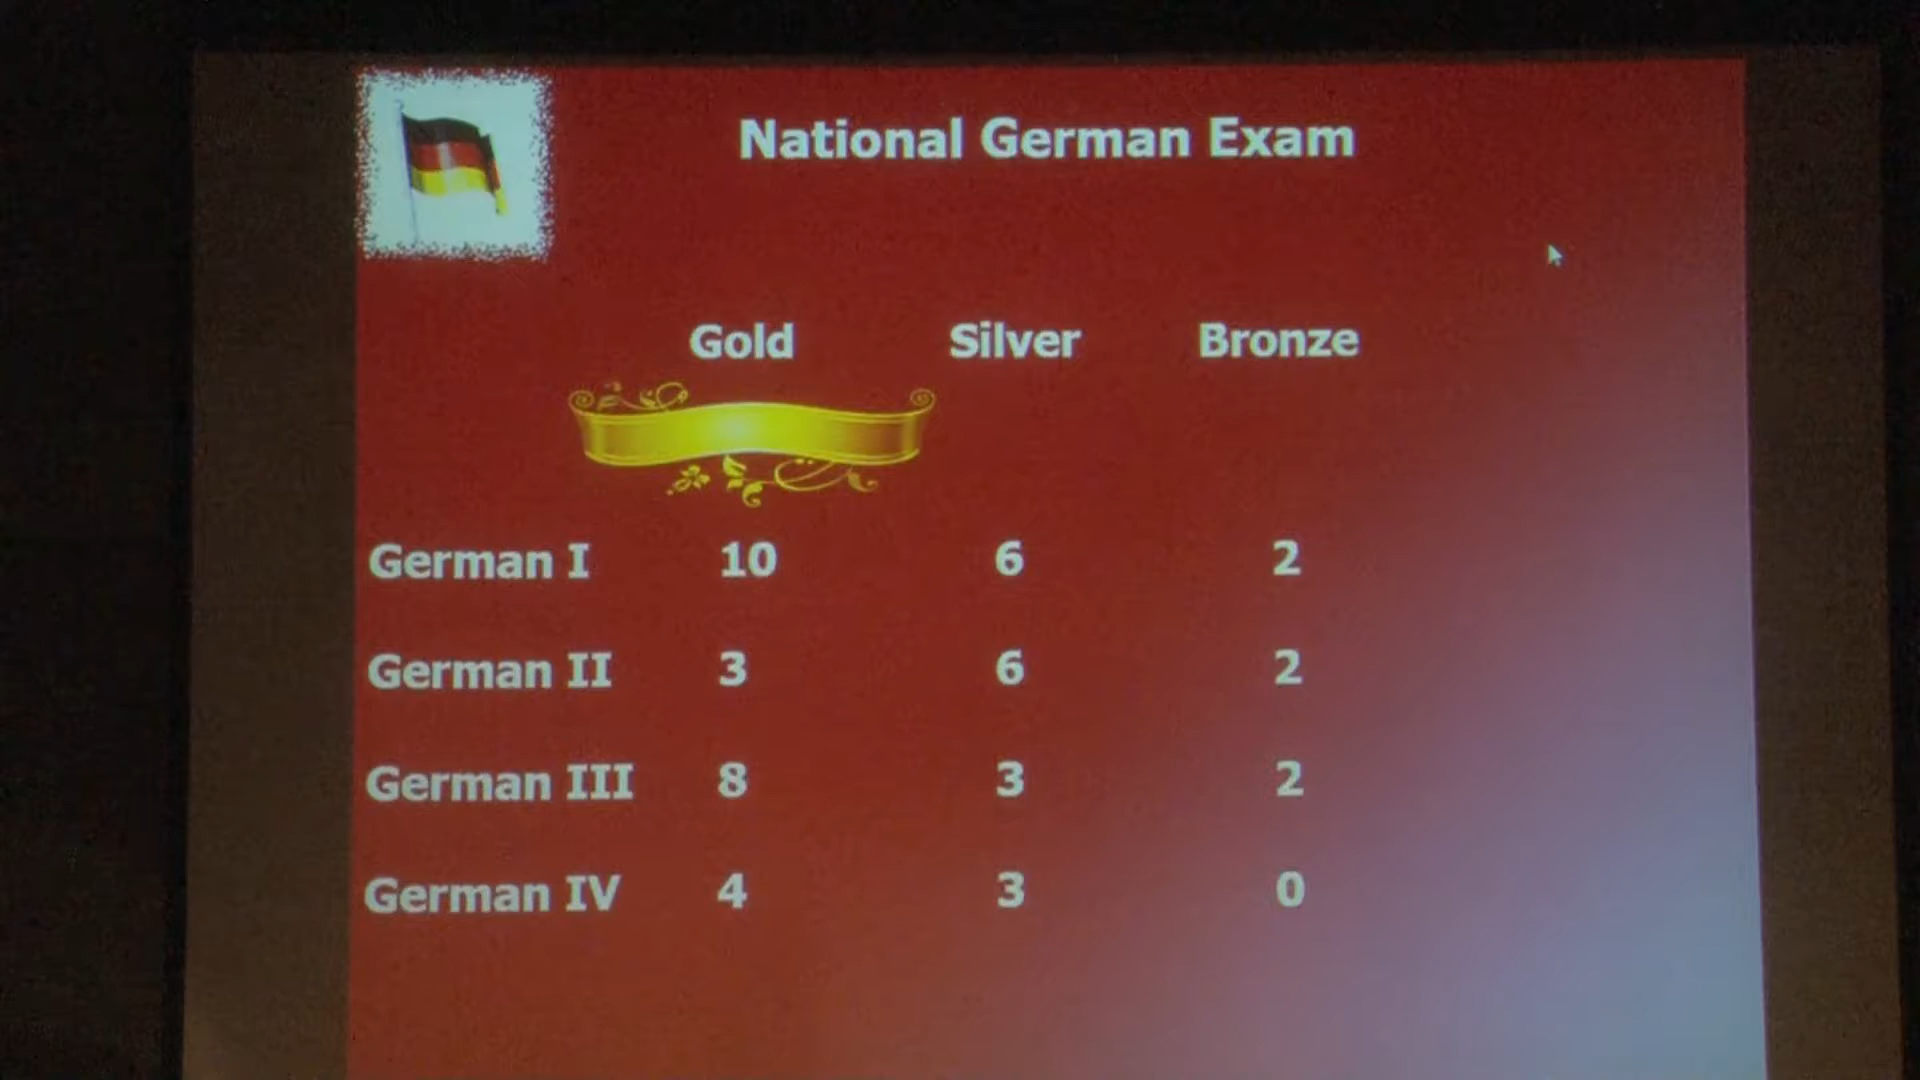 National German Exam
Gold Silver Bronze
German I 10 6 2
German II 3 6 2
German III 8 3 2
German IV 4 3 0